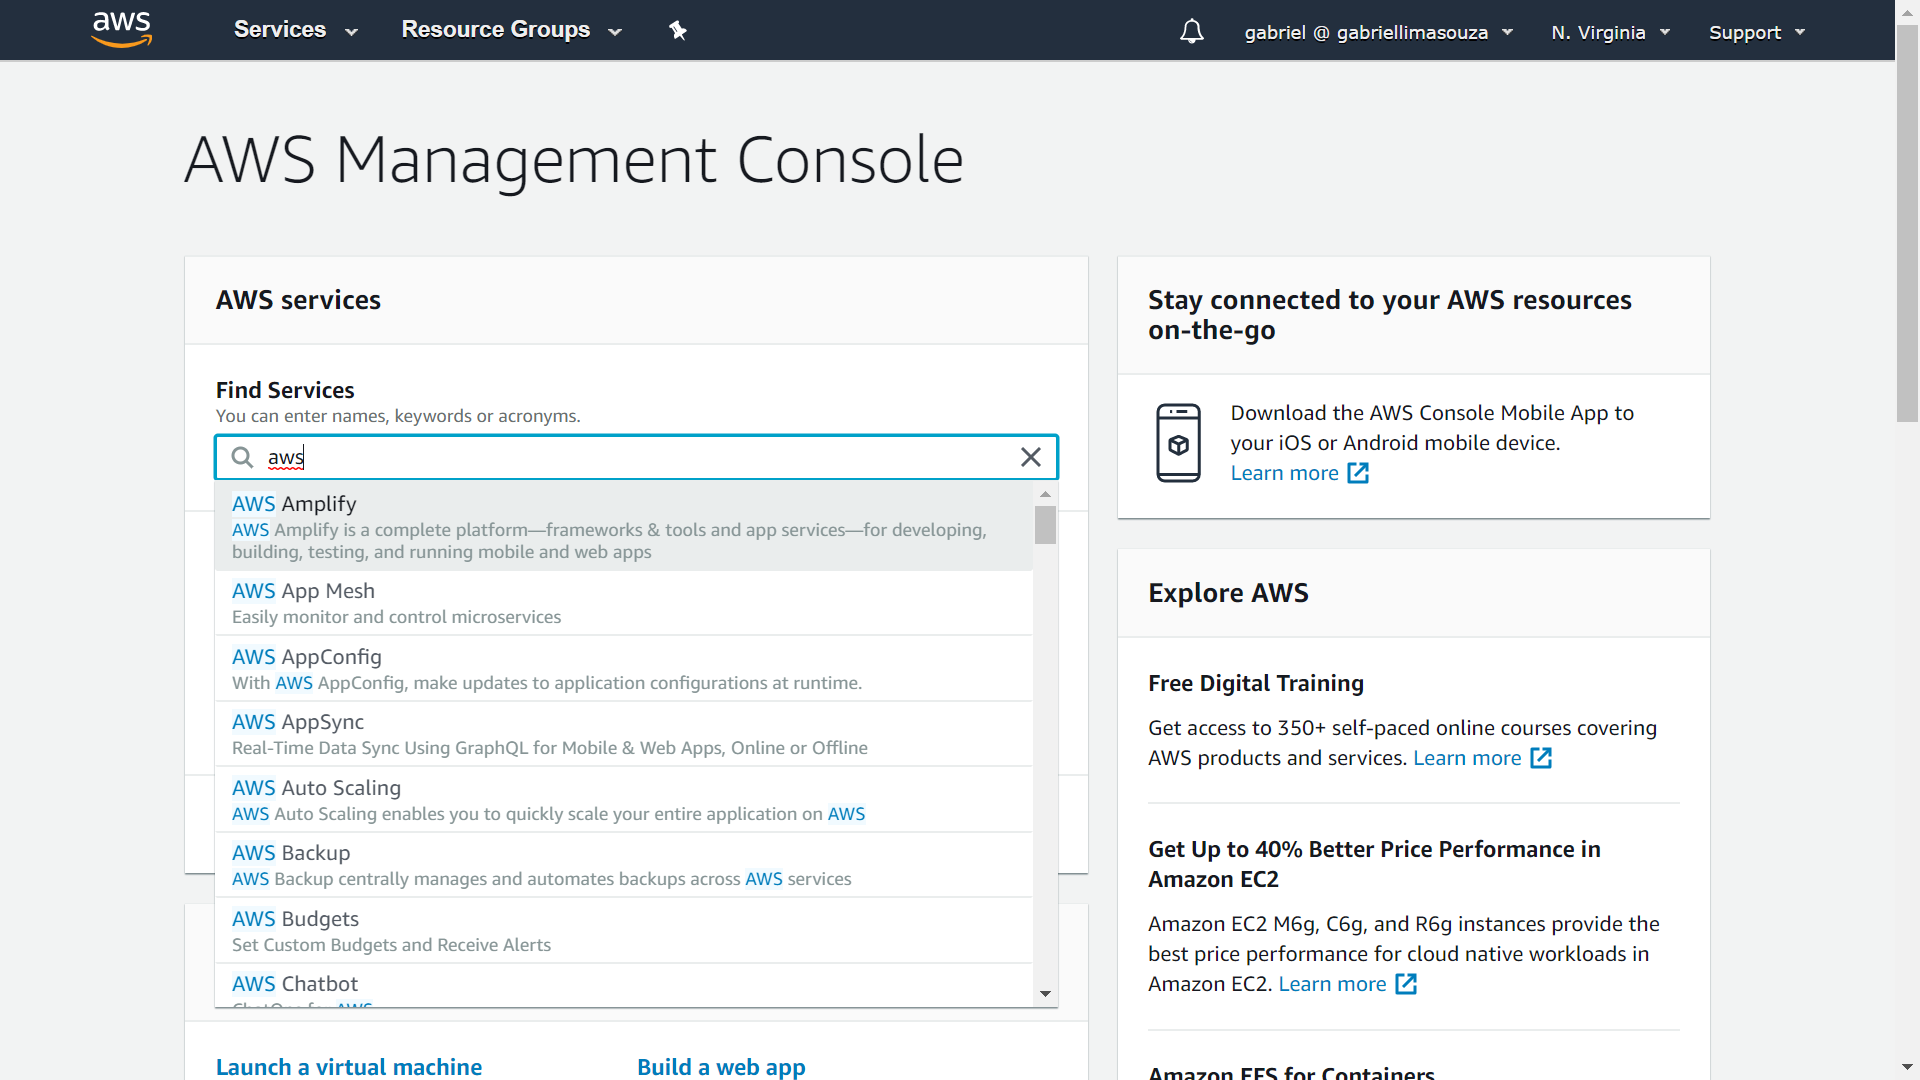 aws
Services
Resource Groups
gabriel @ gabriellimasouza
N. Virginia
Support
AWS Management Console
AWS services
Find Services
You can enter names, keywords or acronyms.
aws
AWS Amplify
AWS Amplify is a complete platform—frameworks & tools and app services—for developing,
building, testing, and running mobile and web apps
AWS App Mesh
Easily monitor and control microservices
AWS AppConfig
With AWS AppConfig, make updates to application configurations at runtime.
AWS AppSync
Real-Time Data Sync Using GraphQL for Mobile & Web Apps, Online or Offline
AWS Auto Scaling
AWS Auto Scaling enables you to quickly scale your entire application on AWS
AWS Backup
AWS Backup centrally manages and automates backups across AWS services
AWS Budgets
Set Custom Budgets and Receive Alerts
AWS Chatbot
ChatOps for AWS
Launch a virtual machine
Build a web app
Stay connected to your AWS resources
on-the-go
Download the AWS Console Mobile App to
your iOS or Android mobile device.
Learn more
Explore AWS
Free Digital Training
Get access to 350+ self-paced online courses covering
AWS products and services. Learn more
Get Up to 40% Better Price Performance in
Amazon EC2
Amazon EC2 M6g, C6g, and R6g instances provide the
best price performance for cloud native workloads in
Amazon EC2. Learn more
Amazon EFS for Containers